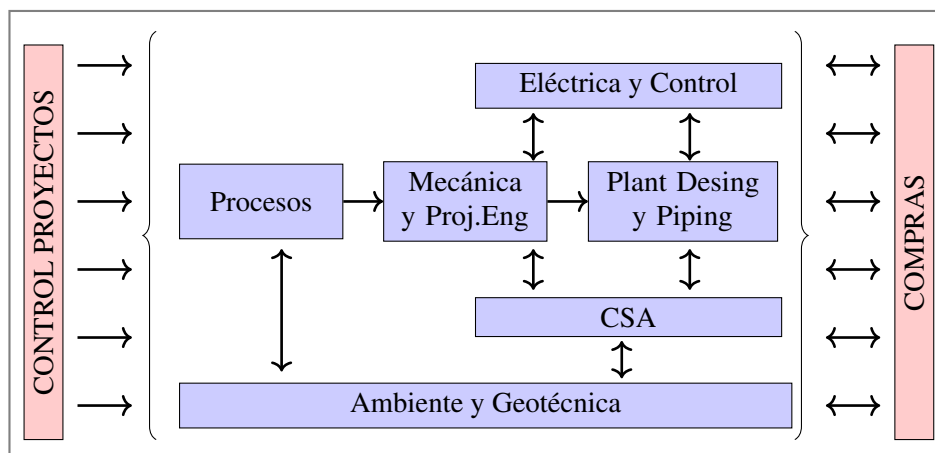 CONTROL PROYECTOS
Eléctrica y Control
Procesos
Mecánica
y Proj.Eng
Plant Desing
y Piping
CSA
Ambiente y Geotécnica
COMPRAS